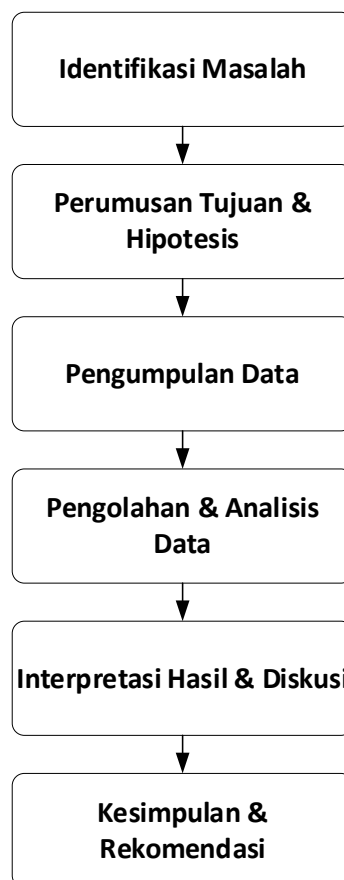 Identifikasi Masalah
Perumusan Tujuan &
Hipotesis
Pengumpulan Data
Pengolahan & Analisis
Data
Interpretasi Hasil & Diskusi
Kesimpulan &
Rekomendasi